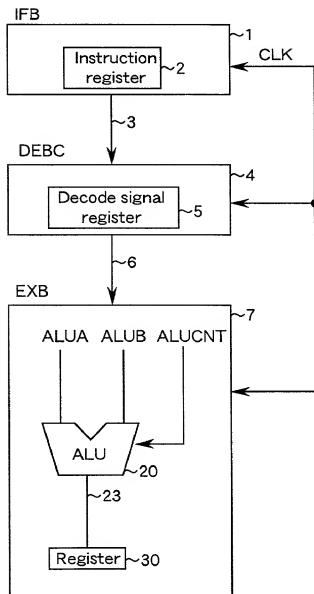 IFB
1
Instruction
register
2
CLK
3
DEBC
4
Decode signal
register
5
6
EXB
7
ALUA ALUB ALUCNT
ALU
20
23
Register
30